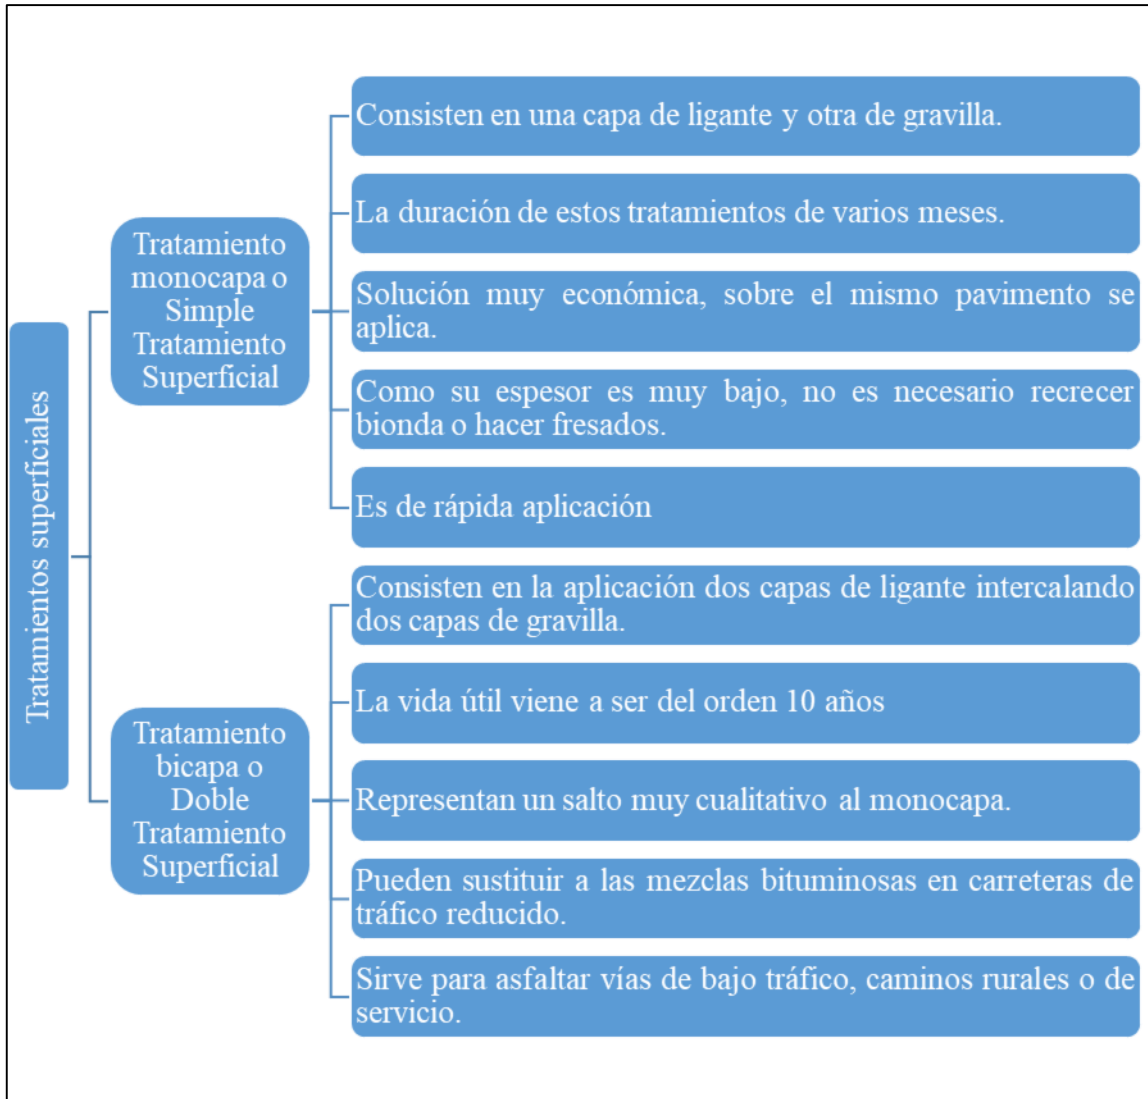 Tratamientos superficiales
Tratamiento
monocapa o
Simple
Tratamiento
Superficial
Consisten en una capa de ligante y otra de gravilla.
La duración de estos tratamientos de varios meses.
Solución muy económica, sobre el mismo pavimento se
aplica.
Como su espesor es muy bajo, no es necesario recrecer
bionda o hacer fresados.
Es de rápida aplicación
Tratamiento
bicapa o
Doble
Tratamiento
Superficial
Consisten en la aplicación dos capas de ligante intercalando
dos capas de gravilla.
La vida útil viene a ser del orden 10 años
Representan un salto muy cualitativo al monocapa.
Pueden sustituir a las mezclas bituminosas en carreteras de
tráfico reducido.
Sirve para asfaltar vías de bajo tráfico, caminos rurales o de
servicio.